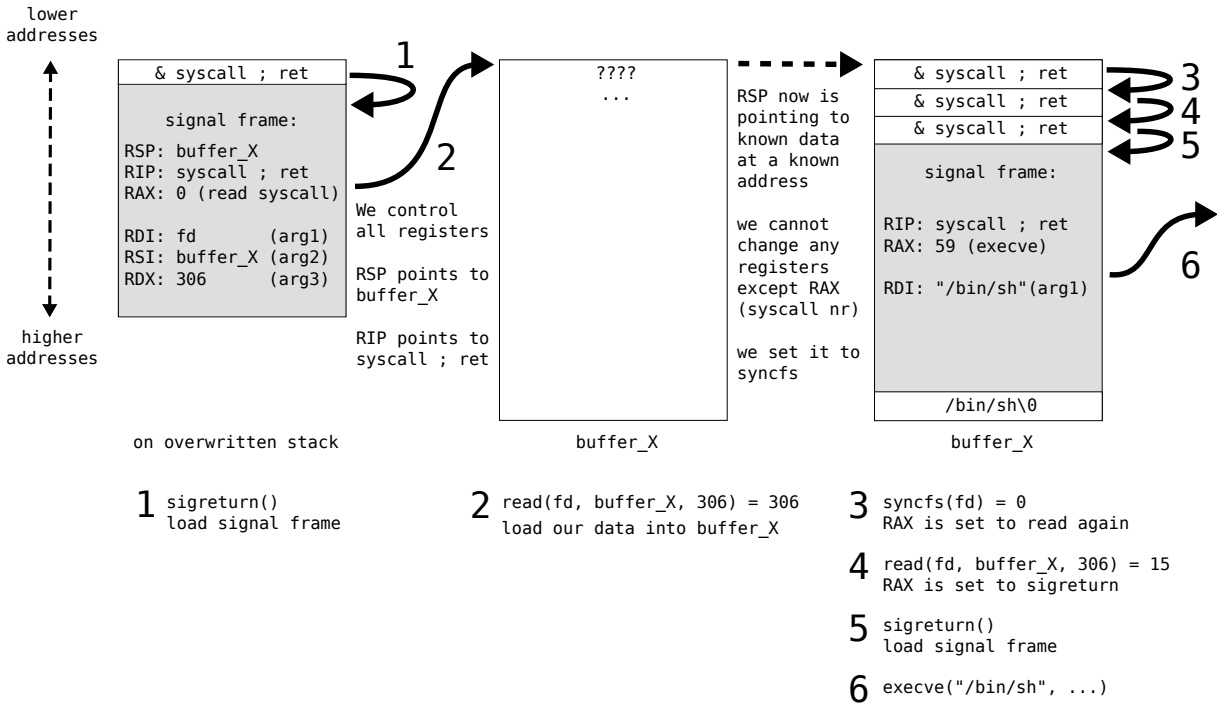 lower
addresses
higher
addresses
& syscall ; ret
signal frame:
RSP: buffer_X
RIP: syscall ; ret
RAX: 0 (read syscall)
RDI: fd (arg1)
RSI: buffer_X (arg2)
RDX: 306 (arg3)
on overwritten stack
1
2
We control
all registers
RSP points to
buffer_X
RIP points to
syscall ; ret
????
...
buffer_X
RSP now is
pointing to
known data
at a known
address
we cannot
change any
registers
except RAX
(syscall nr)
we set it to
syncfs
& syscall ; ret
& syscall ; ret
& syscall ; ret
signal frame:
RIP: syscall ; ret
RAX: 59 (execve)
RDI: "/bin/sh"(arg1)
/bin/sh\0
buffer_X
3
4
5
6
1 sigreturn()
load signal frame
2 read(fd, buffer_X, 306) = 306
load our data into buffer_X
3 syncfs(fd) = 0
RAX is set to read again
4 read(fd, buffer_X, 306) = 15
RAX is set to sigreturn
5 sigreturn()
load signal frame
6 execve("/bin/sh", ...)